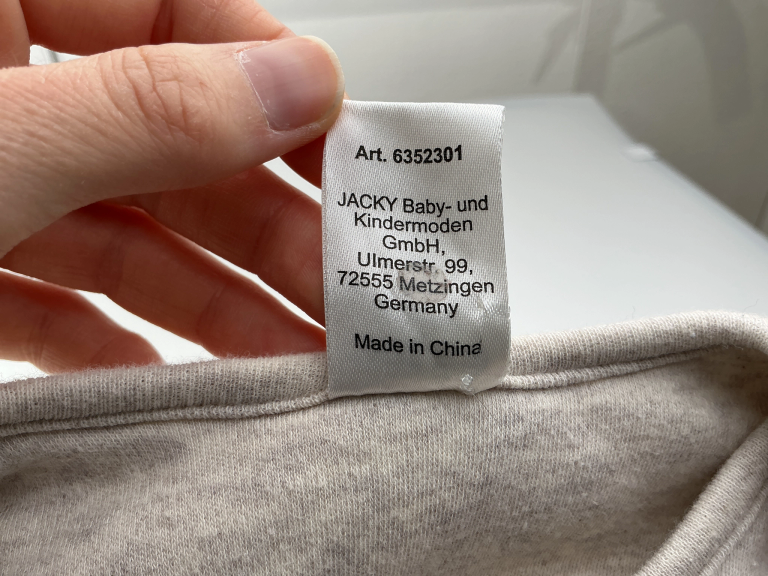 Art. 6352301
JACKY Baby- und
Kindermoden
GmbH,
Ulmerstr. 99,
72555 Metzingen
Germany
Made in China